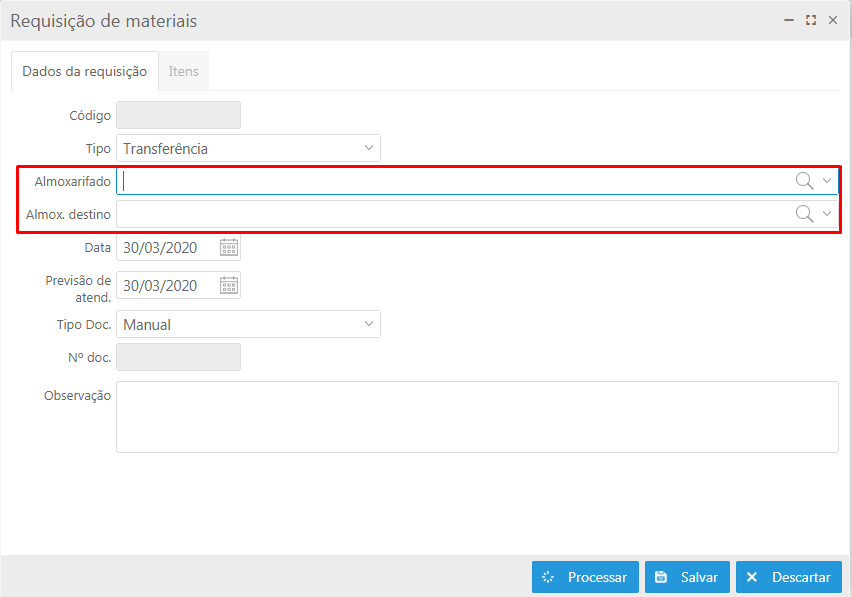 Requisição de materiais
Dados da requisição
Itens
Código
Tipo Transferência
Almoxarifado
Almox. destino
Data 30/03/2020
Previsão de
atend. 30/03/2020
Tipo Doc. Manual
Nº doc.
Observação
Processar Salvar Descartar